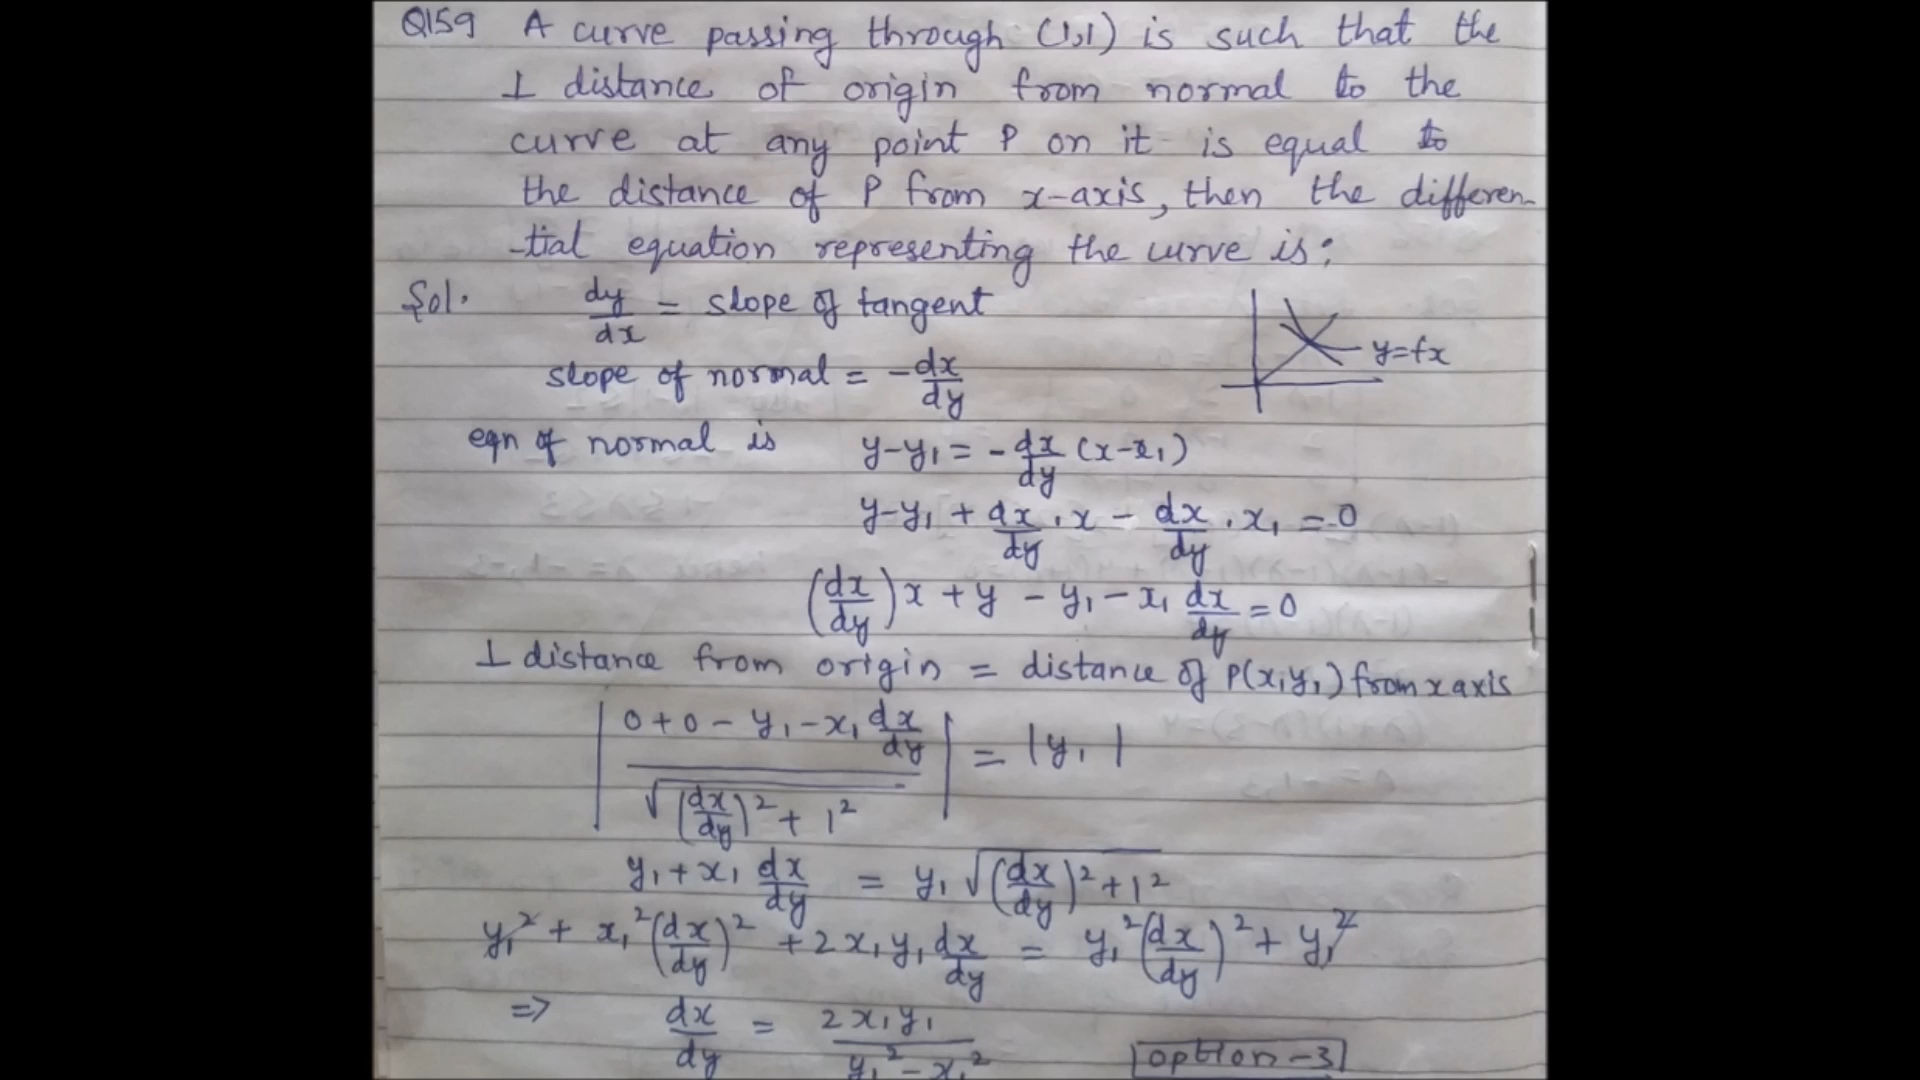 Q159 A curve passing through (1,1) is such that the
⊥ distance of origin from normal to the
curve at any point P on it is equal to
the distance of P from x-axis, then the differen-
-tial equation representing the curve is:
Sol. dy/dx = slope of tangent
y=fx
slope of normal = -dx/dy
eqn of normal is y-y₁ = -dx/dy (x-x₁)
y-y₁ + dx/dy . x - dx/dy . x₁ = 0
(dx/dy) x + y - y₁ - x₁ dx/dy = 0
⊥ distance from origin = distance of P(x₁y₁) from x axis
| 0+0-y₁-x₁ dx/dy / √(dx/dy)² + 1² | = |y₁|
y₁ + x₁ dx/dy = y₁ √(dx/dy)² + 1²
y₁² + x₁² (dx/dy)² + 2x₁y₁ dx/dy = y₁² (dx/dy)² + y₁²
=> dx/dy = 2x₁y₁ / y₁² - x₁² option-3